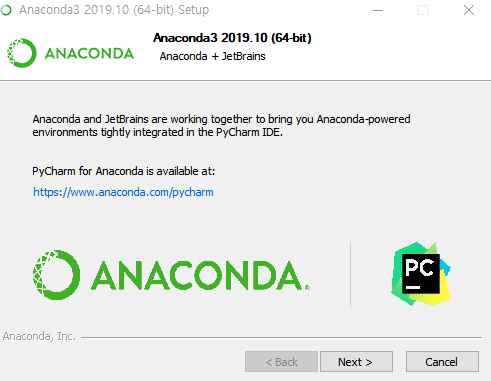 Anaconda3 2019.10 (64-bit) Setup
Anaconda3 2019.10 (64-bit)
Anaconda + JetBrains
ANACONDA
Anaconda and JetBrains are working together to bring you Anaconda-powered
environments tightly integrated in the PyCharm IDE.
PyCharm for Anaconda is available at:
https://www.anaconda.com/pycharm
ANACONDA®
PC
Anaconda, Inc.
< Back
Next >
Cancel